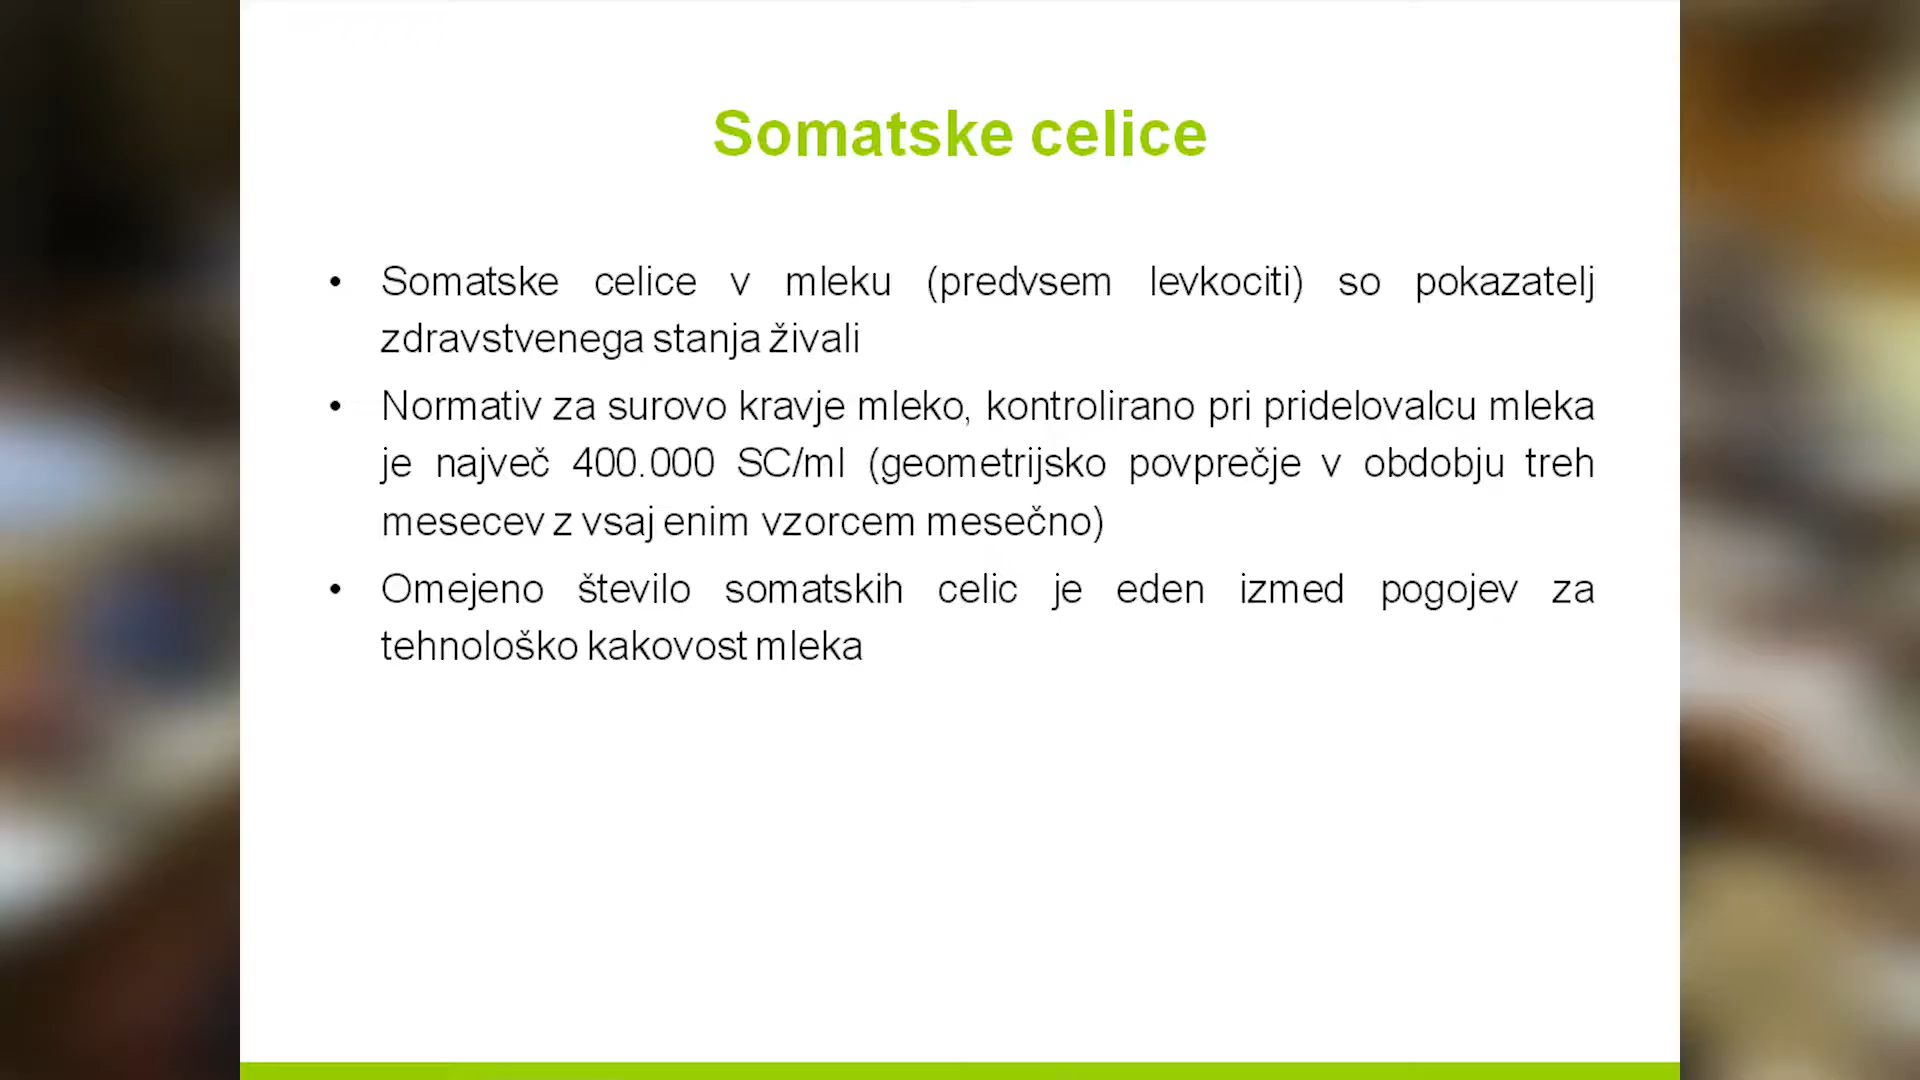 Somatske celice
• Somatske celice v mleku (predvsem levkociti) so pokazatelj
zdravstvenega stanja živali
• Normativ za surovo kravje mleko, kontrolirano pri pridelovalcu mleka
je največ 400.000 SC/ml (geometrijsko povprečje v obdobju treh
mesecev z vsaj enim vzorcem mesečno)
• Omejeno število somatskih celic je eden izmed pogojev za
tehnološko kakovost mleka